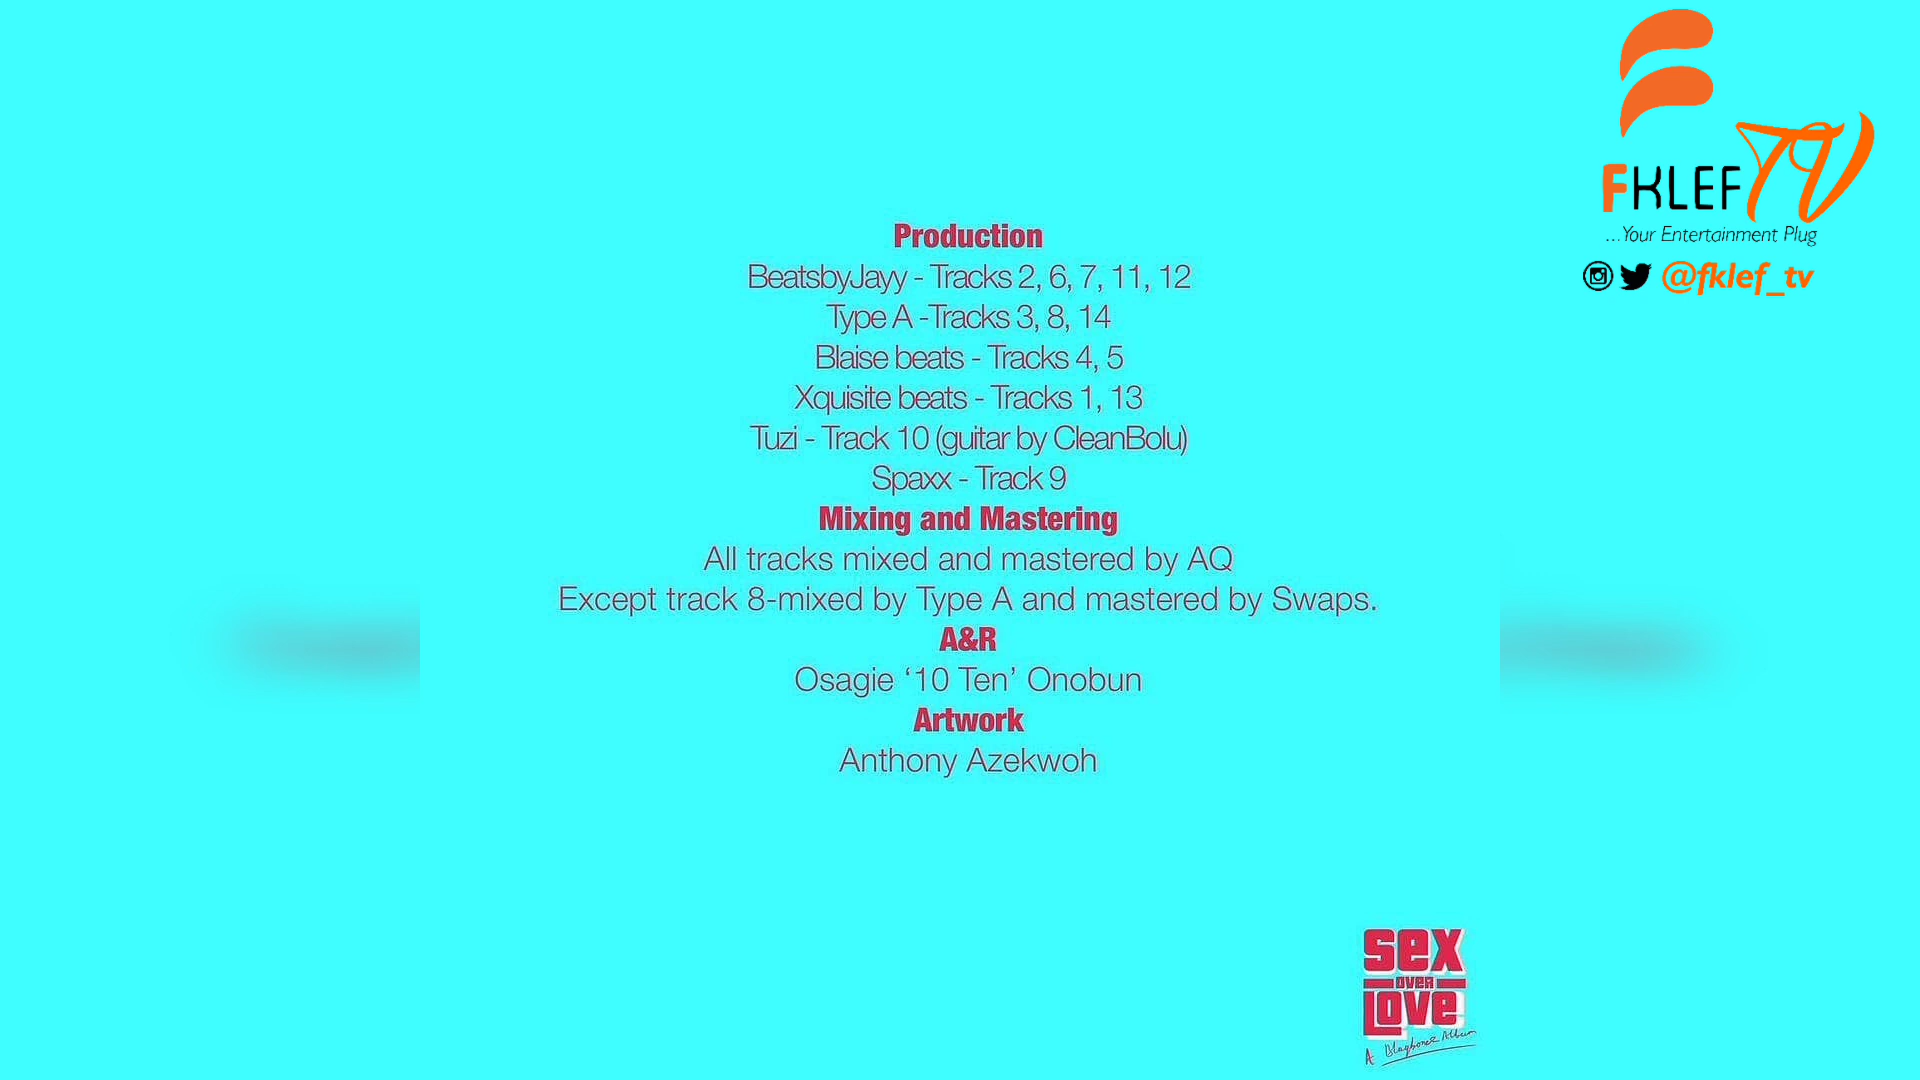 FKLEF TV
...Your Entertainment Plug
@fklef_tv
Production
BeatsbyJayy - Tracks 2, 6, 7, 11, 12
Type A -Tracks 3, 8, 14
Blaise beats - Tracks 4, 5
Xquisite beats - Tracks 1, 13
Tuzi - Track 10 (guitar by CleanBolu)
Spaxx - Track 9
Mixing and Mastering
All tracks mixed and mastered by AQ
Except track 8-mixed by Type A and mastered by Swaps.
A&R
Osagie ‘10 Ten’ Onobun
Artwork
Anthony Azekwoh
sex
OVER
LOVE
A Blaqbonez Album